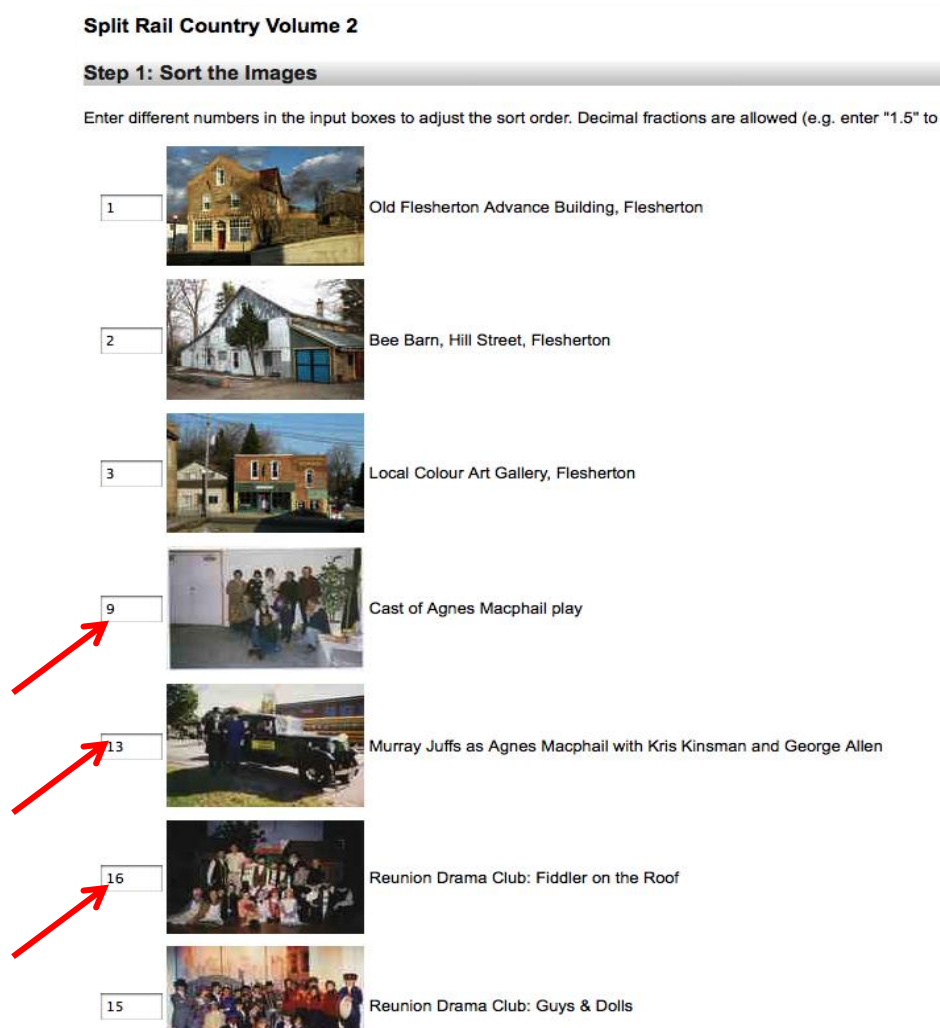 Split Rail Country Volume 2
Step 1: Sort the Images
Enter different numbers in the input boxes to adjust the sort order. Decimal fractions are allowed (e.g. enter "1.5" to
1 Old Flesherton Advance Building, Flesherton
2 Bee Barn, Hill Street, Flesherton
3 Local Colour Art Gallery, Flesherton
9 Cast of Agnes Macphail play
13 Murray Juffs as Agnes Macphail with Kris Kinsman and George Allen
16 Reunion Drama Club: Fiddler on the Roof
15 Reunion Drama Club: Guys & Dolls